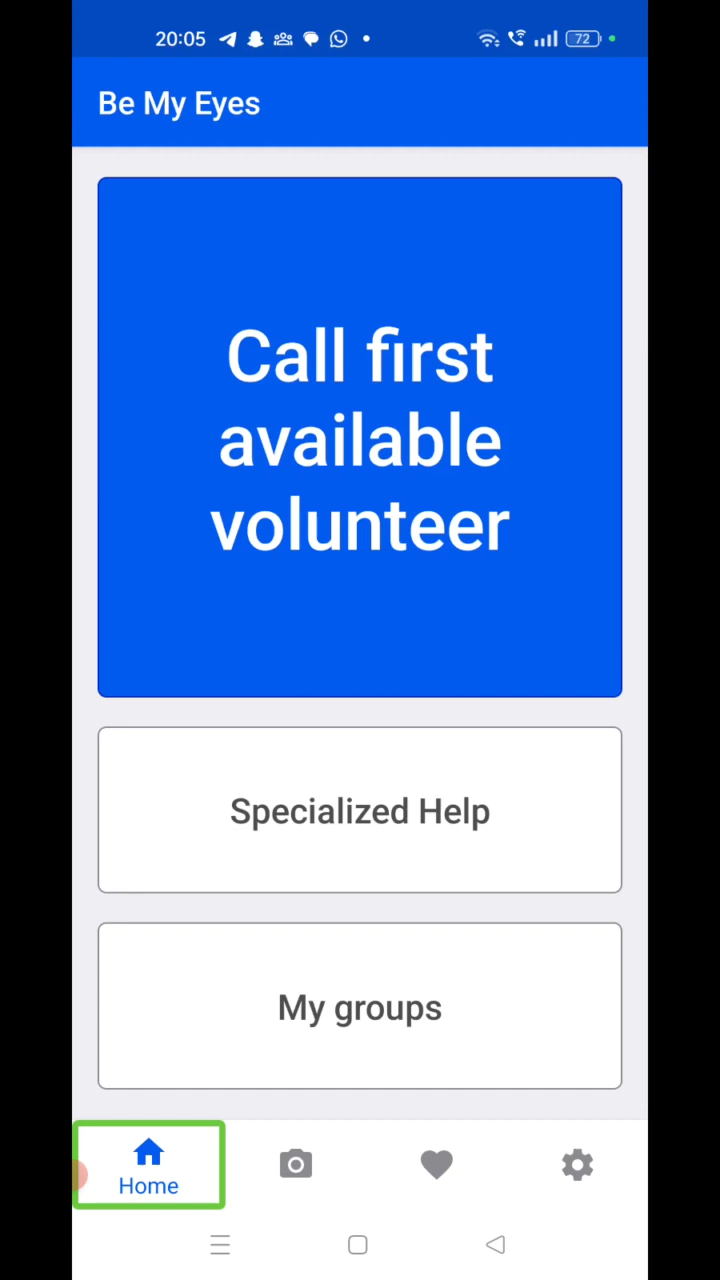 20:05 72
Be My Eyes
Call first
available
volunteer
Specialized Help
My groups
Home